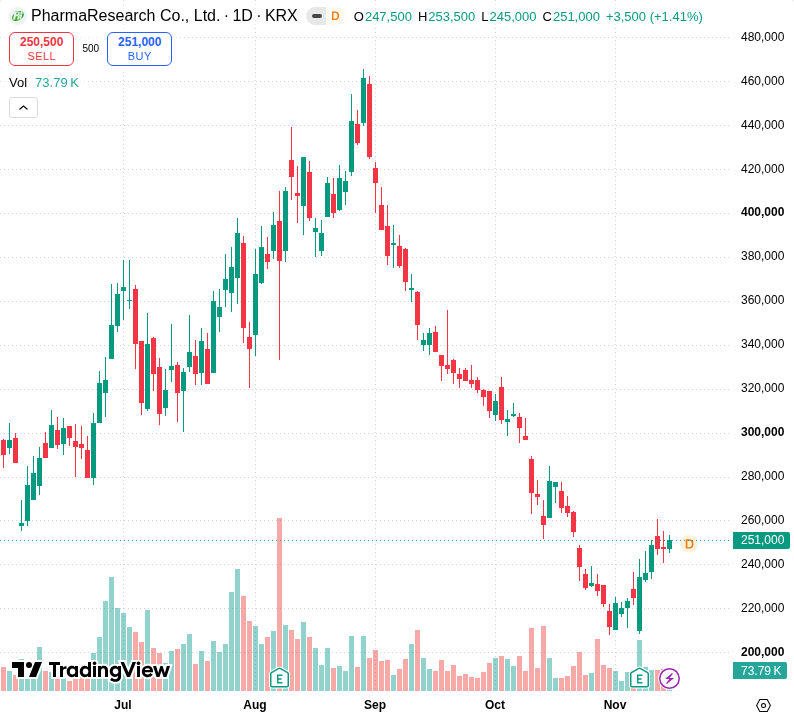 PharmaResearch Co., Ltd. · 1D · KRX D O247,500 H253,500 L245,000 C251,000 +3,500 (+1.41%)
250,500 SELL 500 251,000 BUY
Vol 73.79 K
480,000
460,000
440,000
420,000
400,000
380,000
360,000
340,000
320,000
300,000
280,000
260,000
251,000
D
240,000
220,000
200,000
73.79 K
TradingView
E E
Jul Aug Sep Oct Nov